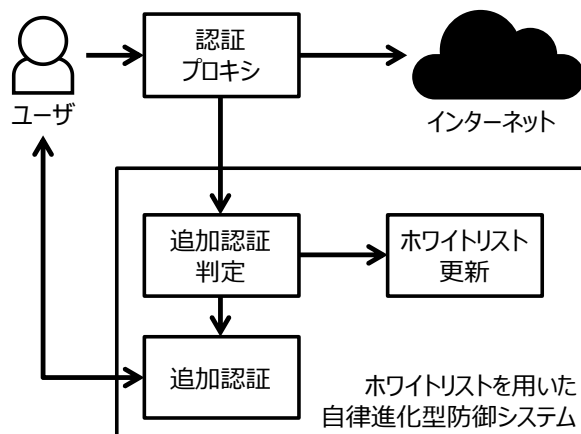 認証
プロキシ
ユーザ
インターネット
追加認証
判定
ホワイトリスト
更新
追加認証
ホワイトリストを用いた
自律進化型防御システム